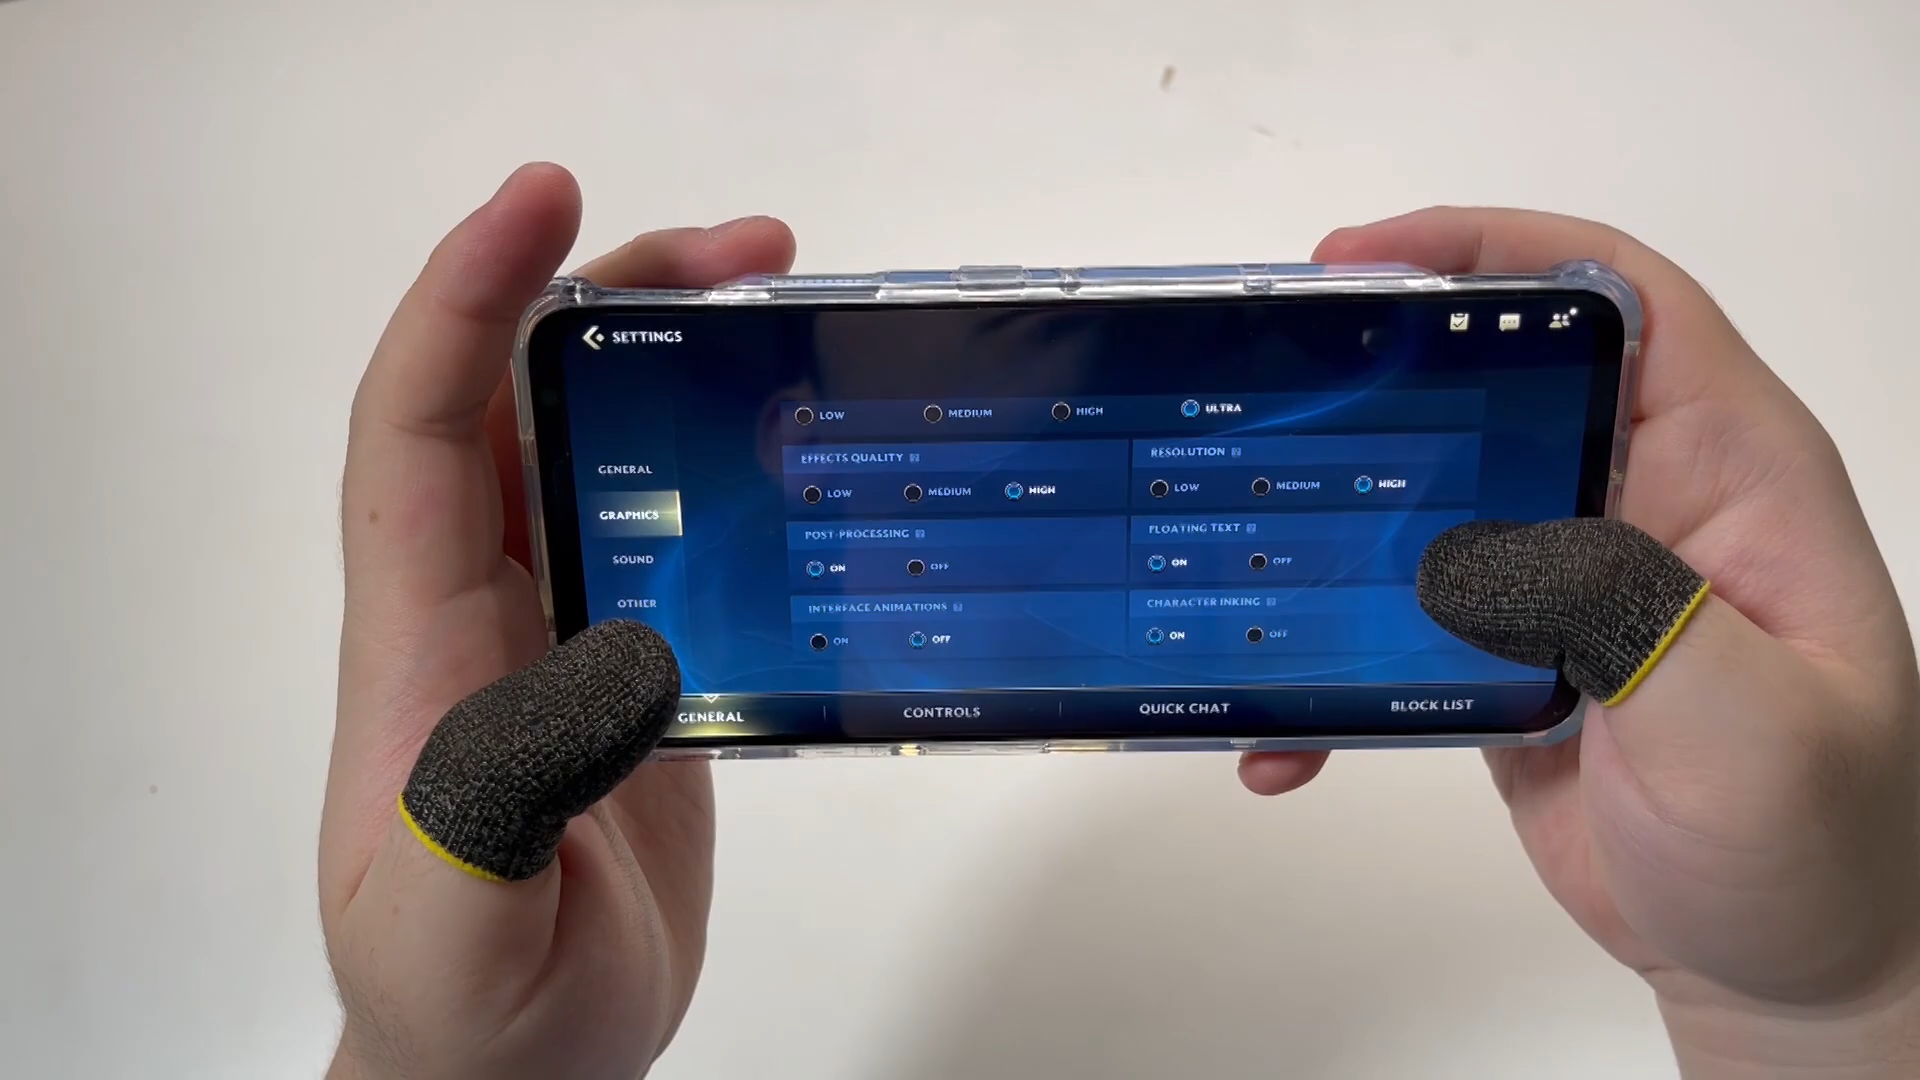 SETTINGS
LOW MEDIUM HIGH ULTRA
EFFECTS QUALITY ?
RESOLUTION ?
LOW MEDIUM HIGH
LOW MEDIUM HIGH
POST-PROCESSING ?
FLOATING TEXT ?
ON OFF
ON OFF
INTERFACE ANIMATIONS ?
CHARACTER INKING ?
ON OFF
ON OFF
GENERAL
GRAPHICS
SOUND
OTHER
GENERAL CONTROLS QUICK CHAT BLOCK LIST